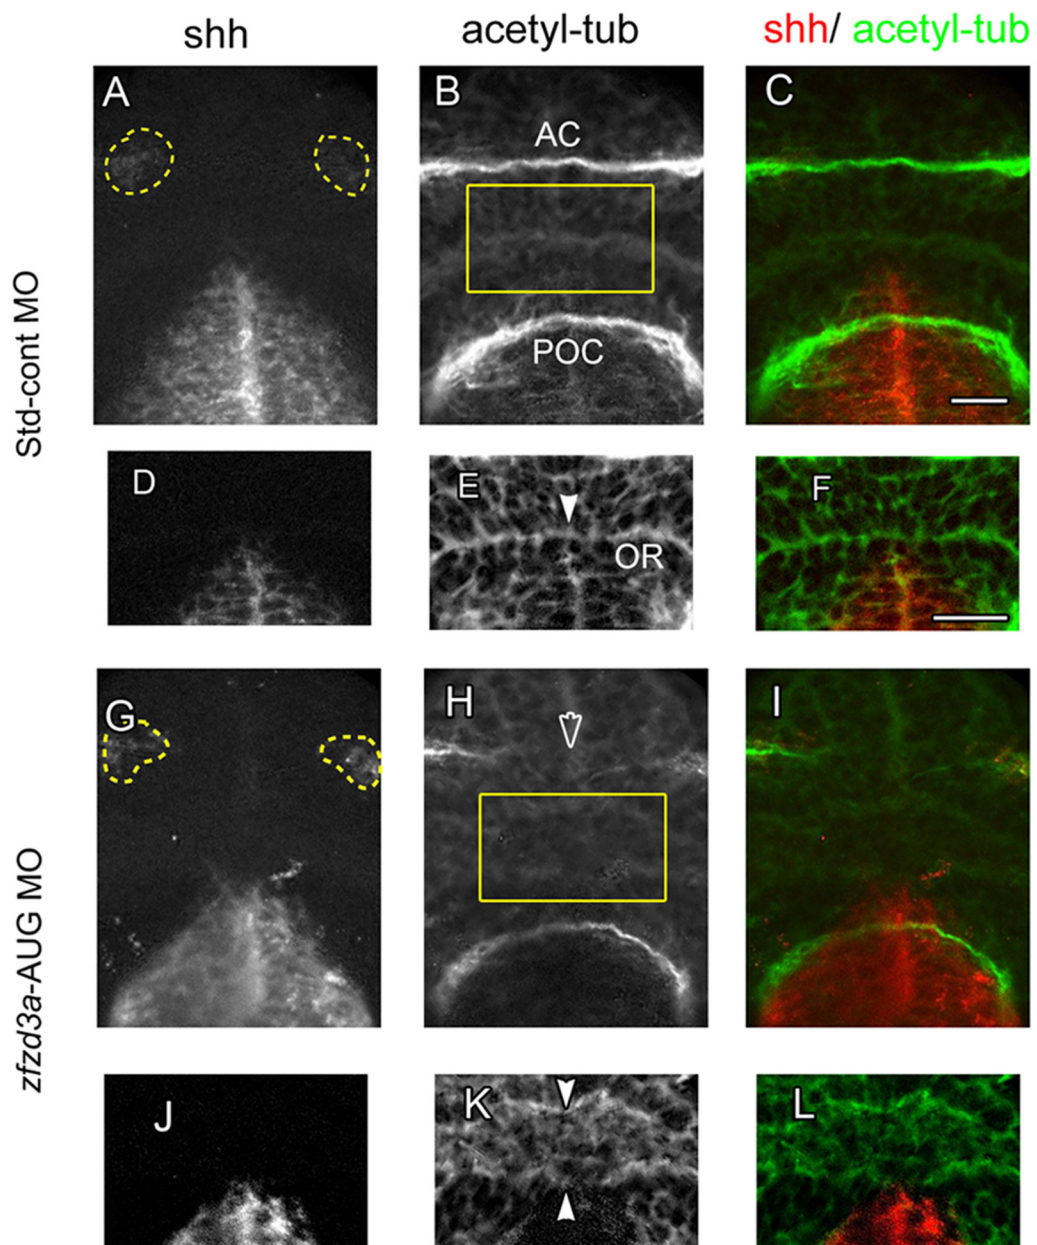 shh acetyl-tub shh/ acetyl-tub
Std-cont MO
A B C
AC
POC
D E F
OR
zfzd3a-AUG MO
G H I
J K L